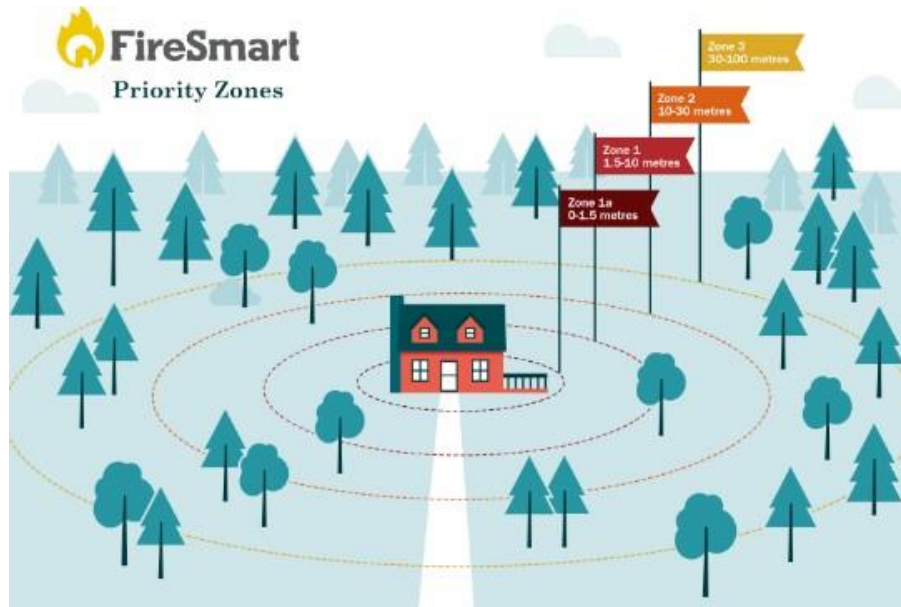 FireSmart
Priority Zones
Zone 3
30-100 metres
Zone 2
10-30 metres
Zone 1
1.5-10 metres
Zone 1a
0-1.5 metres